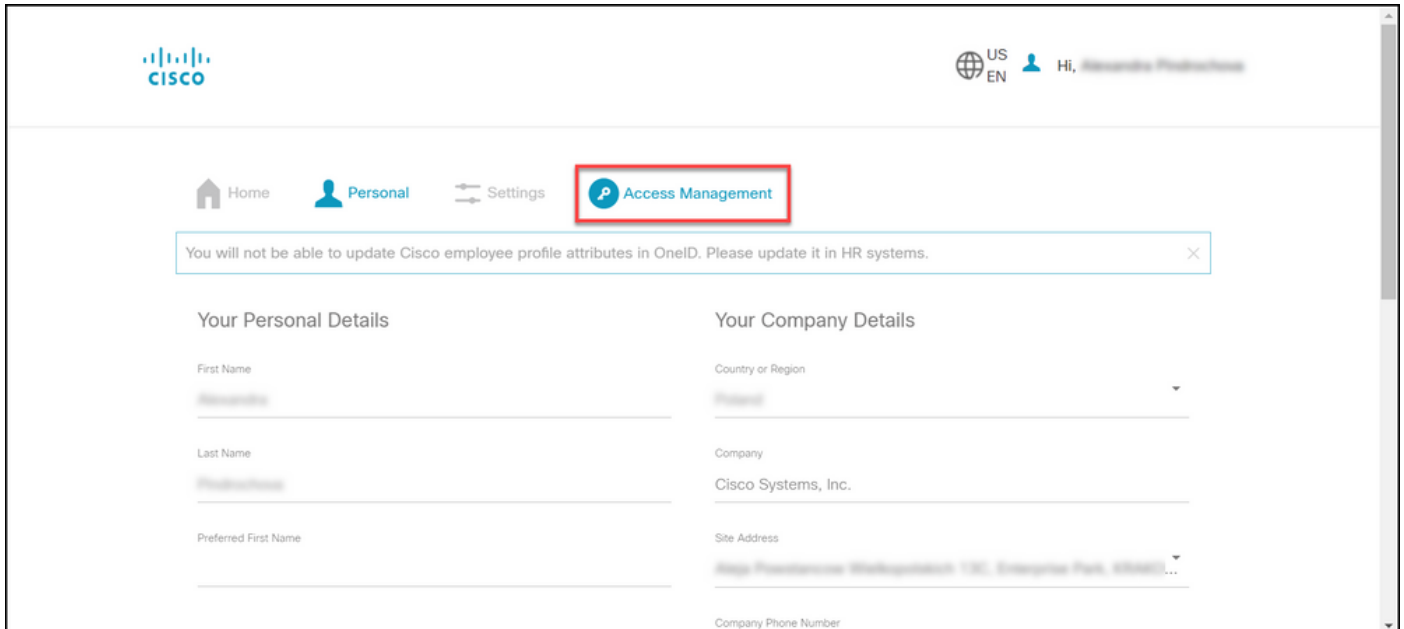 CISCO
US
EN
Hi,
Home
Personal
Settings
Access Management
You will not be able to update Cisco employee profile attributes in OneID. Please update it in HR systems.
Your Personal Details
First Name
Last Name
Preferred First Name
Your Company Details
Country or Region
Company
Cisco Systems, Inc.
Site Address
Company Phone Number